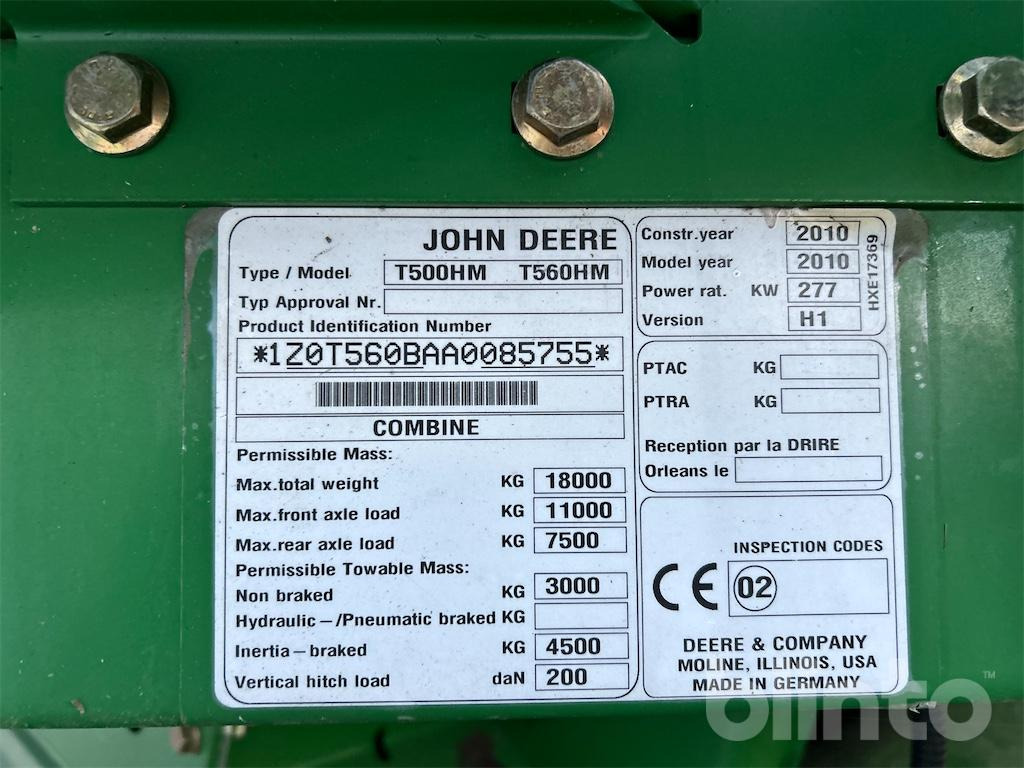 JOHN DEERE
Type / Model T500HM T560HM
Typ Approval Nr.
Product Identification Number
*1Z0T560BAA0085755*
COMBINE
Permissible Mass:
Max.total weight KG 18000
Max.front axle load KG 11000
Max.rear axle load KG 7500
Permissible Towable Mass:
Non braked KG 3000
Hydraulic-/Pneumatic braked KG
Inertia-braked KG 4500
Vertical hitch load daN 200
Constr.year 2010
Model year 2010
Power rat. KW 277
Version H1
HXE17369
PTAC KG
PTRA KG
Reception par la DRIRE
Orleans le
INSPECTION CODES
CE 02
DEERE & COMPANY
MOLINE, ILLINOIS, USA
MADE IN GERMANY
blinto™